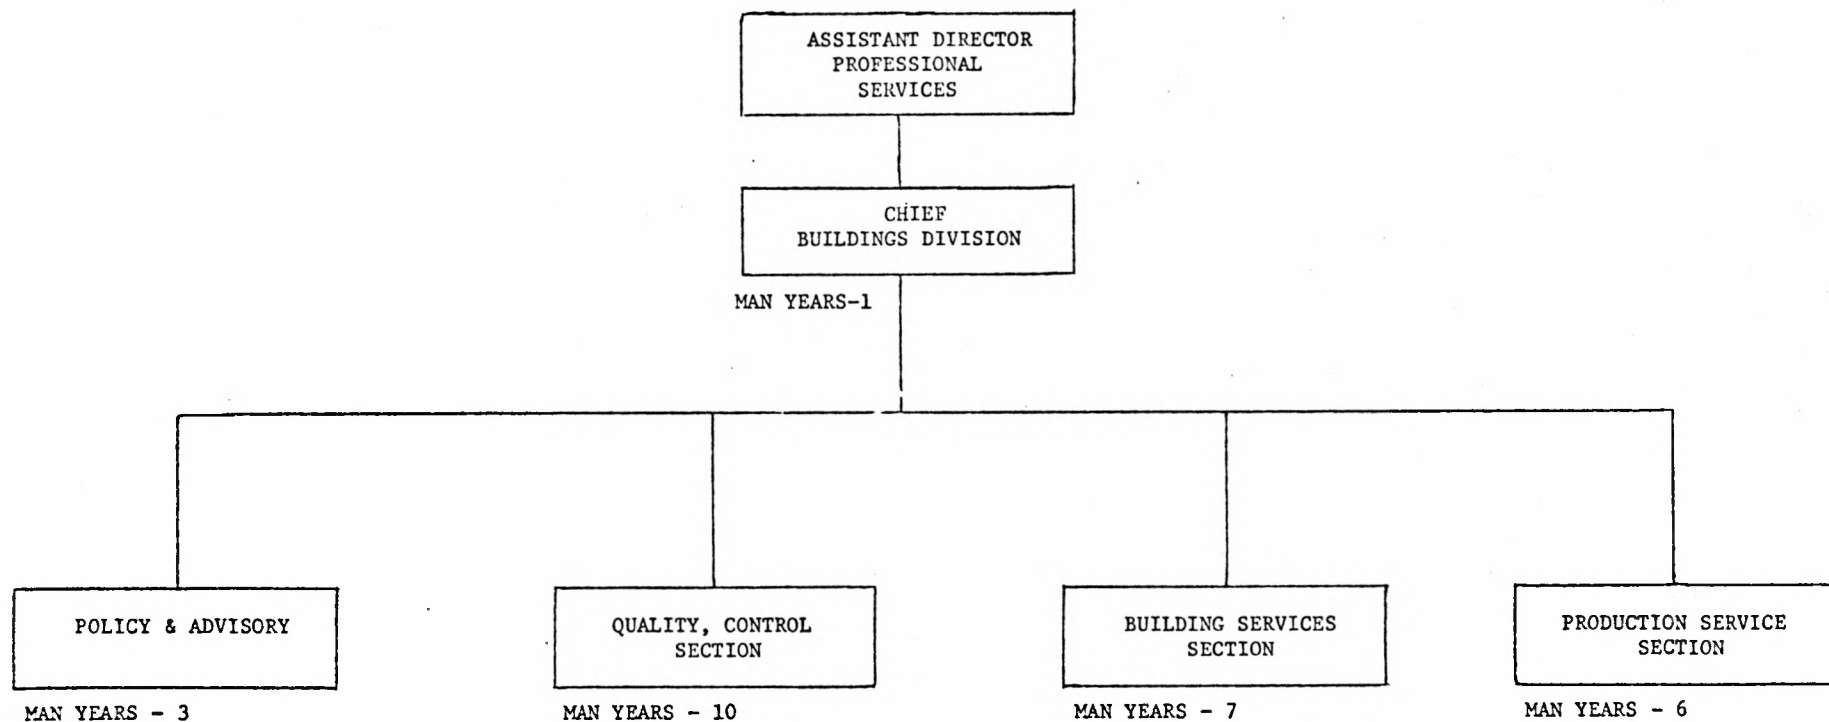 ASSISTANT DIRECTOR
PROFESSIONAL
SERVICES
CHIEF
BUILDINGS DIVISION
MAN YEARS-1
POLICY & ADVISORY
MAN YEARS - 3
QUALITY, CONTROL
SECTION
MAN YEARS - 10
BUILDING SERVICES
SECTION
MAN YEARS - 7
PRODUCTION SERVICE
SECTION
MAN YEARS - 6